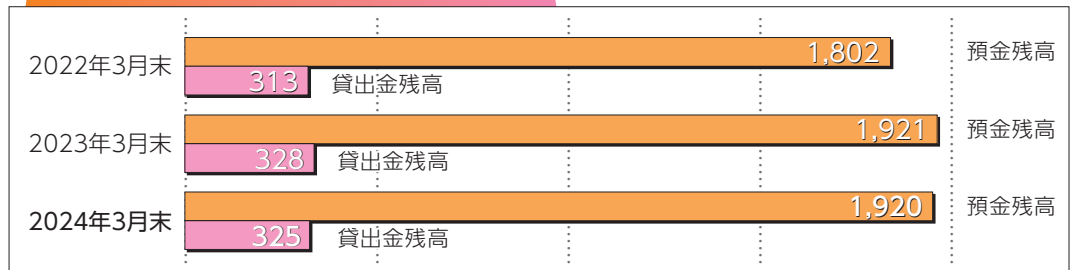 2022年3月末
1,802
預金残高
313
貸出金残高
2023年3月末
1,921
預金残高
328
貸出金残高
2024年3月末
1,920
預金残高
325
貸出金残高